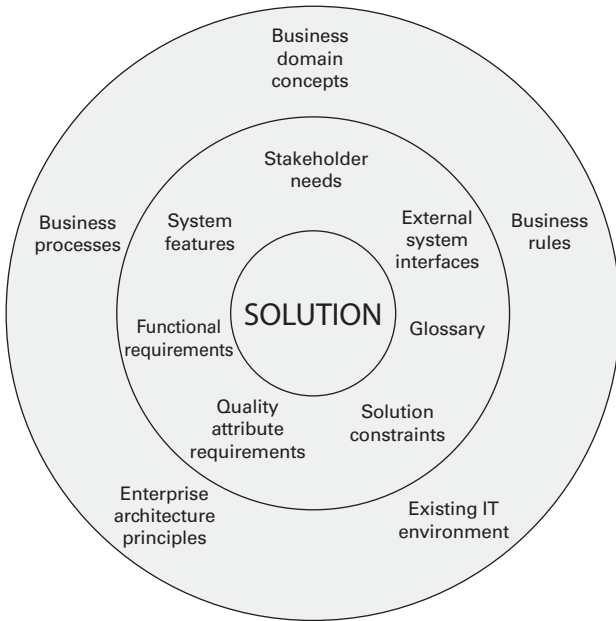 Business
domain
concepts
Stakeholder
needs
Business
processes
System
features
External
system
interfaces
Business
rules
SOLUTION
Functional
requirements
Glossary
Quality
attribute
requirements
Solution
constraints
Enterprise
architecture
principles
Existing IT
environment